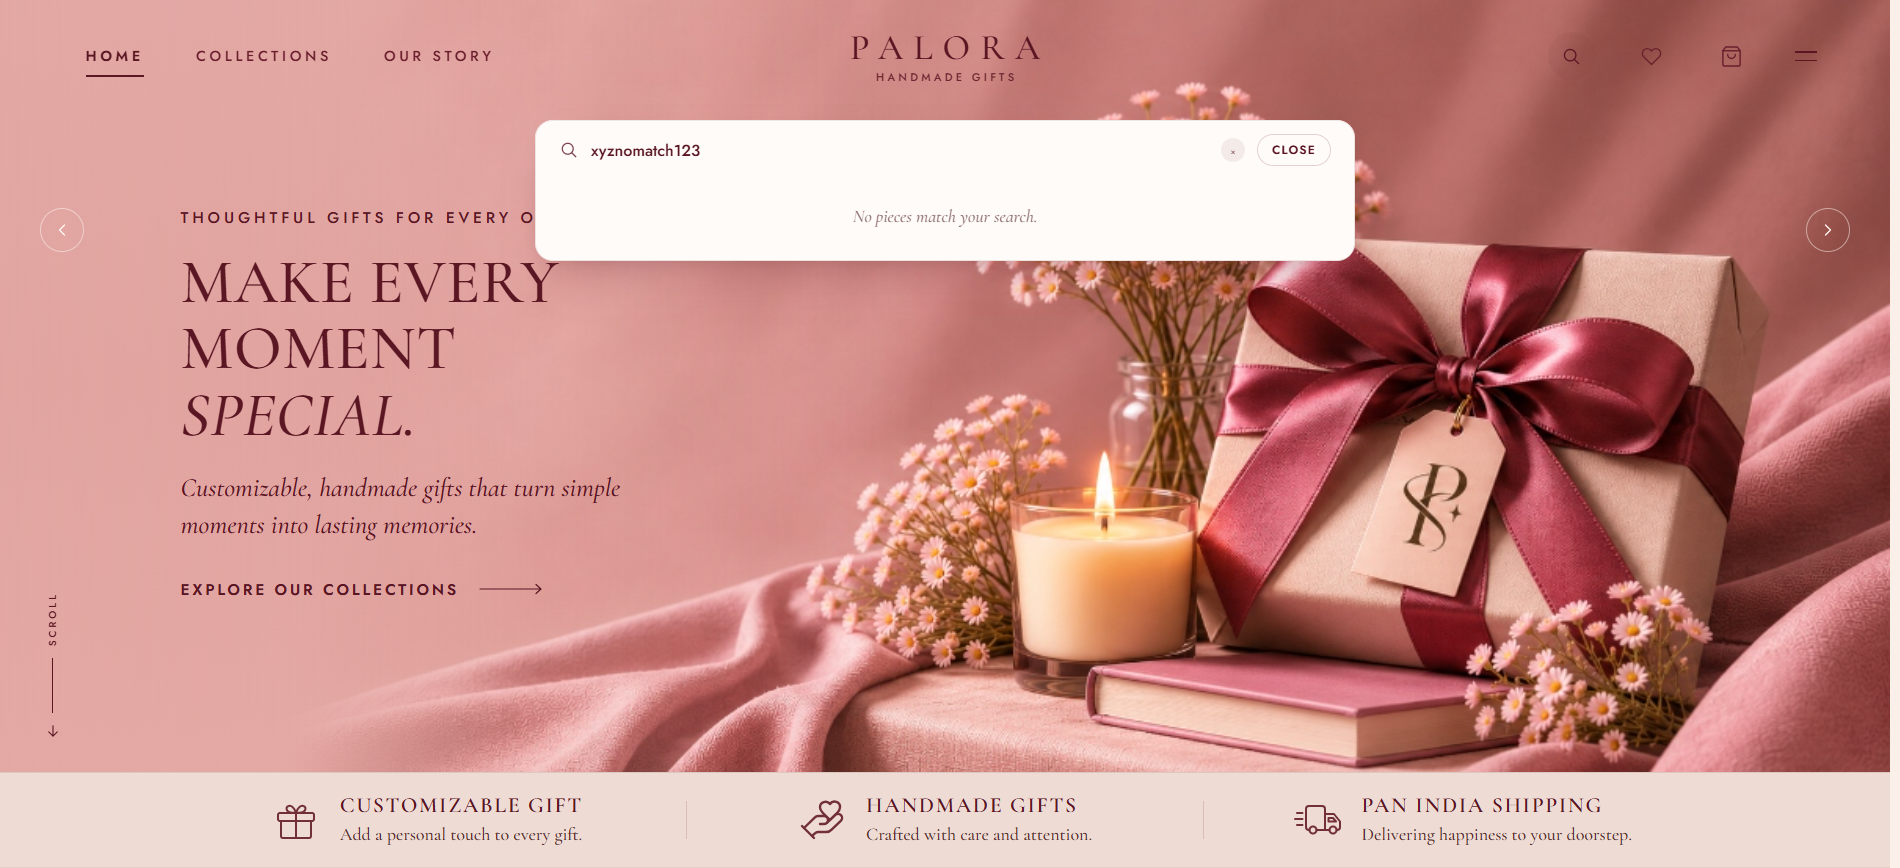 HOME COLLECTIONS OUR STORY
PALORA
HANDMADE GIFTS
xyznomatch123
× CLOSE
No pieces match your search.
THOUGHTFUL GIFTS FOR EVERY O
MAKE EVERY
MOMENT
SPECIAL.
Customizable, handmade gifts that turn simple
moments into lasting memories.
EXPLORE OUR COLLECTIONS
SCROLL
CUSTOMIZABLE GIFT
Add a personal touch to every gift.
HANDMADE GIFTS
Crafted with care and attention.
PAN INDIA SHIPPING
Delivering happiness to your doorstep.